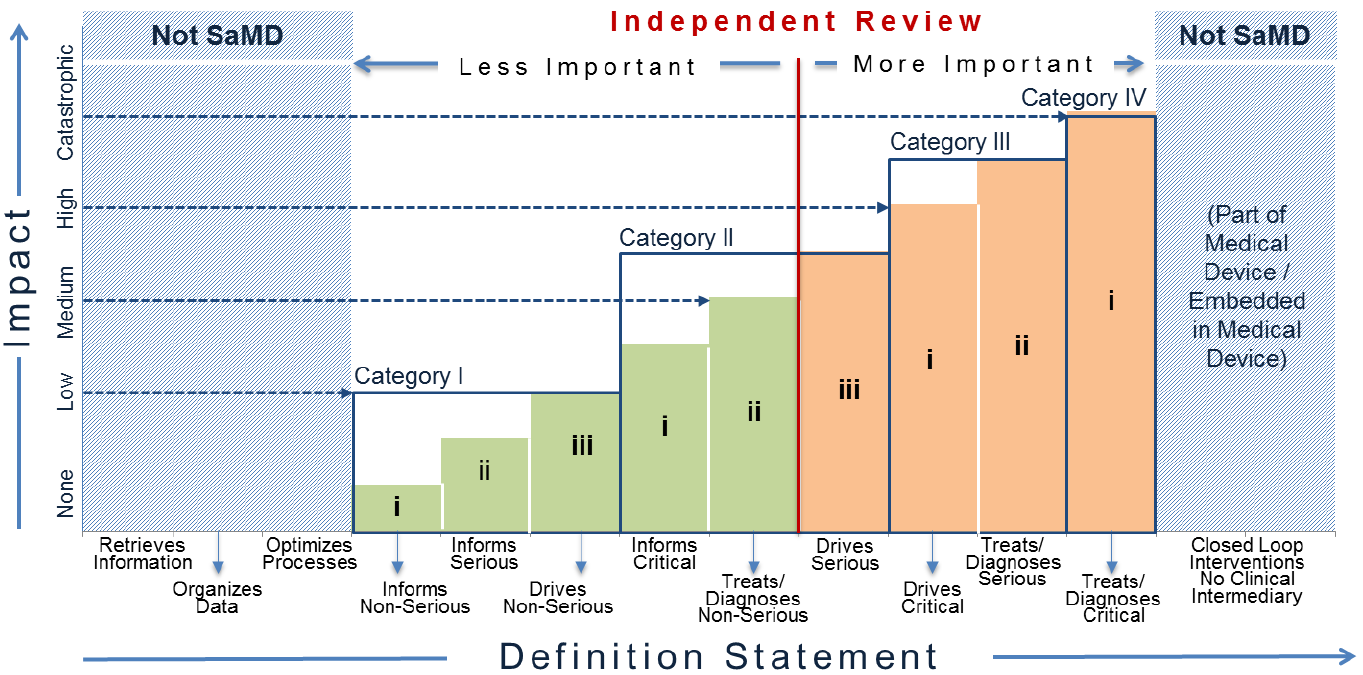 Independent Review
Not SaMD
Less Important
More Important
Not SaMD
Category IV
Category III
Category II
Category I
Impact
Catastrophic
High
Medium
Low
None
i
ii
iii
i
ii
iii
i
ii
i
(Part of
Medical
Device /
Embedded
in Medical
Device)
Retrieves
Information
Organizes
Data
Optimizes
Processes
Informs
Non-Serious
Informs
Serious
Drives
Non-Serious
Informs
Critical
Treats/
Diagnoses
Non-Serious
Drives
Serious
Drives
Critical
Treats/
Diagnoses
Serious
Treats/
Diagnoses
Critical
Closed Loop
Interventions
No Clinical
Intermediary
Definition Statement